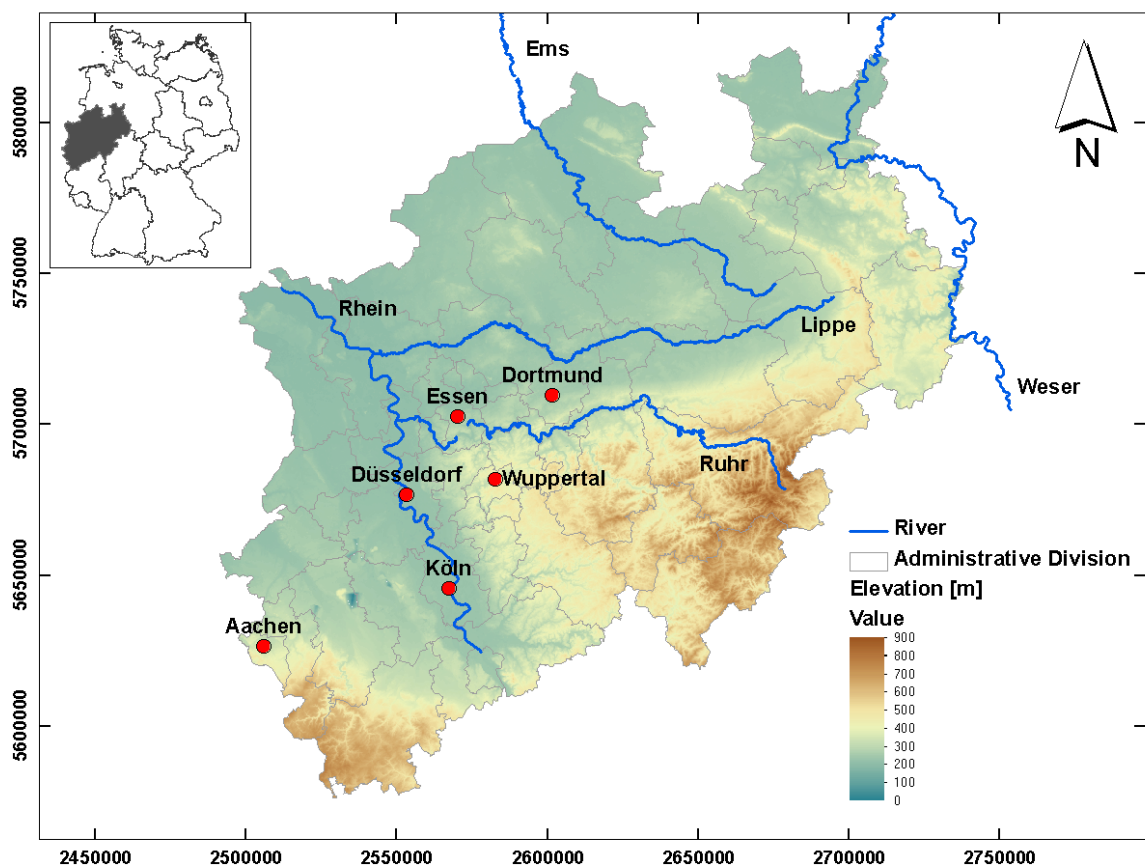 Ems
5800000
N
5750000
Rhein
Lippe
Dortmund
Weser
Essen
5700000
Ruhr
Düsseldorf
Wuppertal
River
Administrative Division
Köln
5650000
Elevation [m]
Value
Aachen
900
800
700
600
500
400
300
200
100
0
5600000
2450000 2500000 2550000 2600000 2650000 2700000 2750000